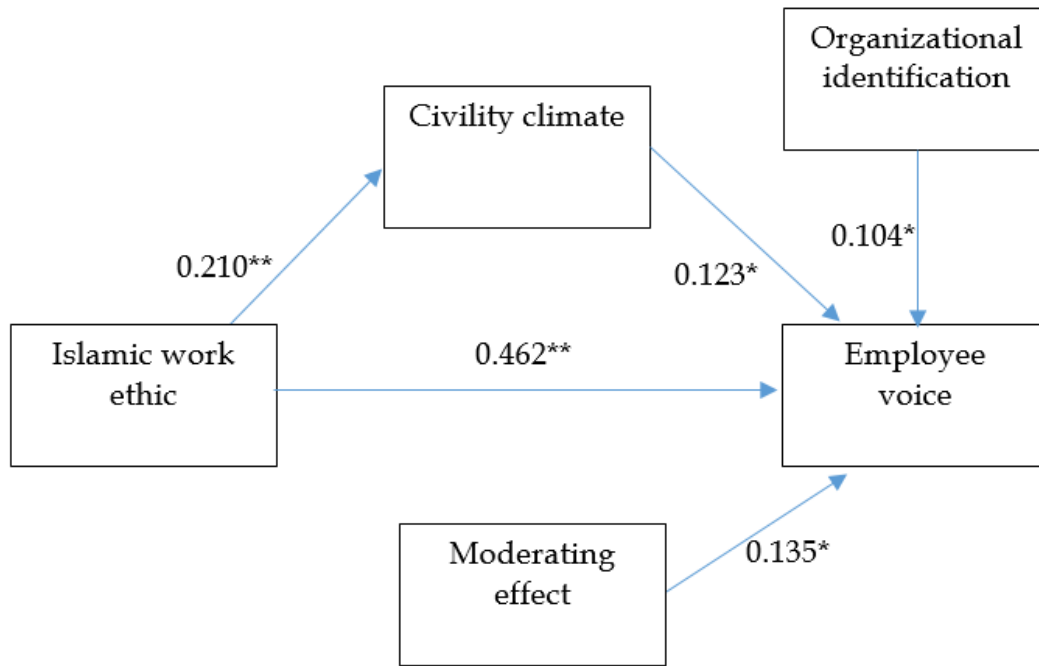 Organizational
identification
Civility climate
0.104*
0.210**
0.123*
Islamic work
ethic
0.462**
Employee
voice
Moderating
effect
0.135*